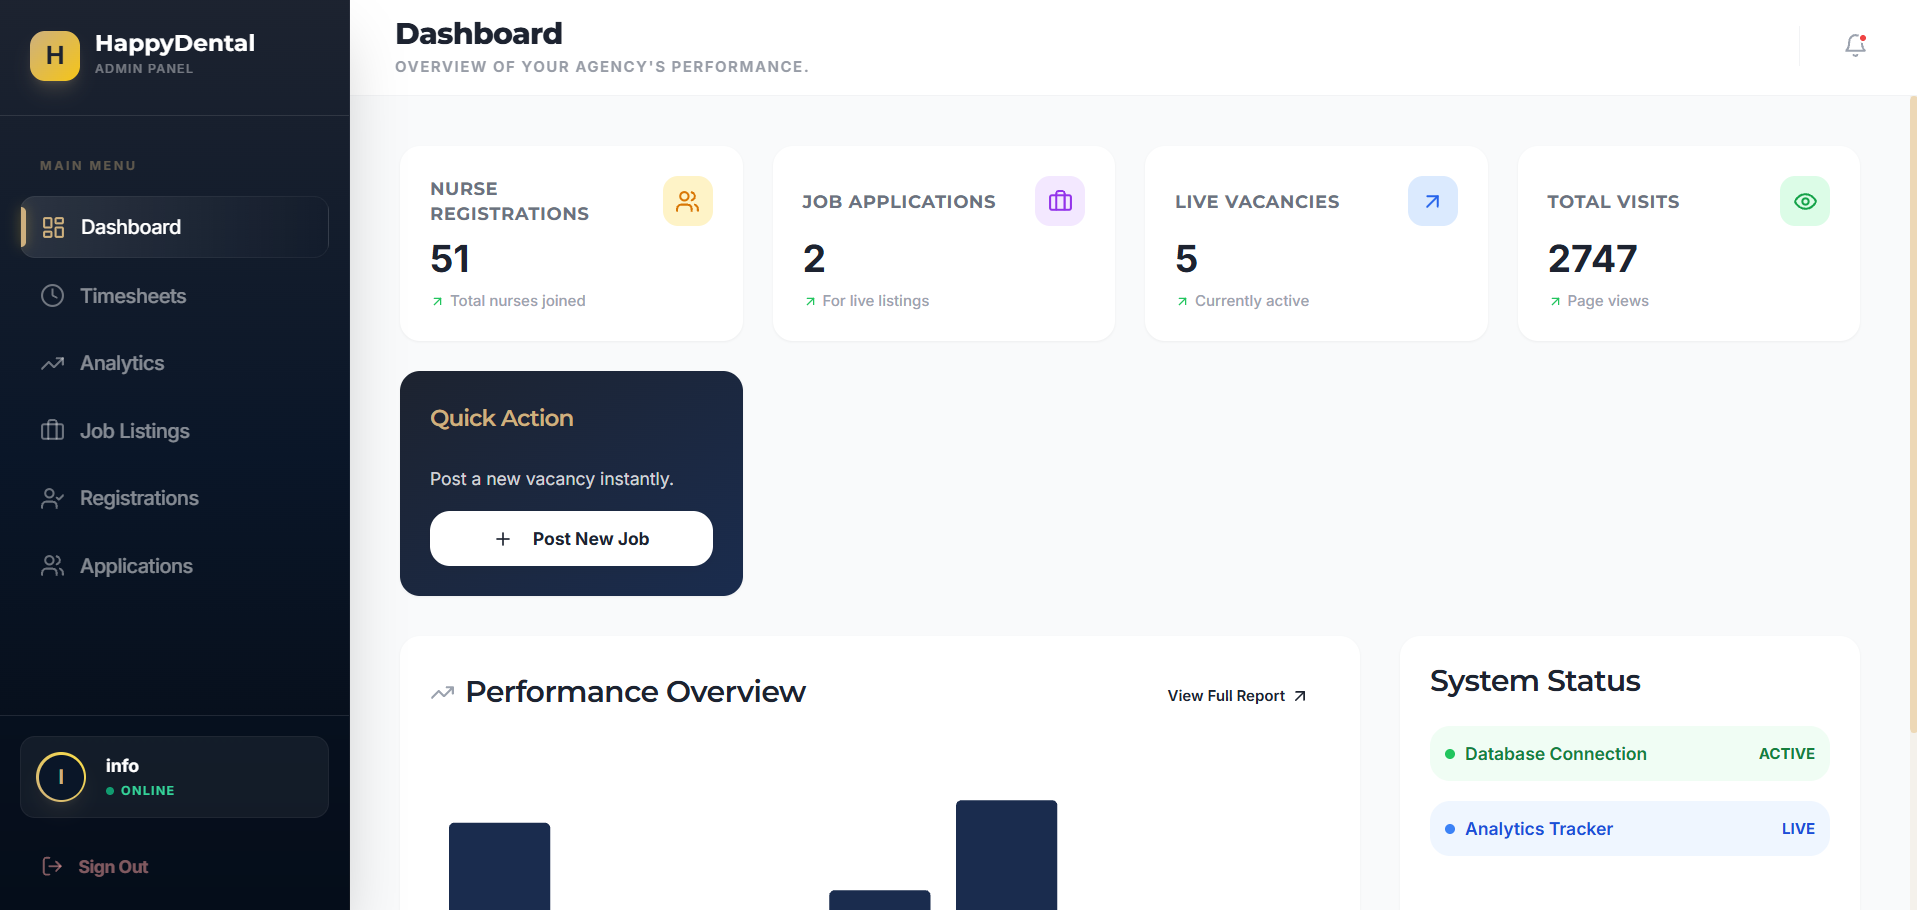 H
HappyDental
ADMIN PANEL
MAIN MENU
Dashboard
Timesheets
Analytics
Job Listings
Registrations
Applications
I
info
ONLINE
Sign Out
Dashboard
OVERVIEW OF YOUR AGENCY'S PERFORMANCE.
NURSE
REGISTRATIONS
51
Total nurses joined
JOB APPLICATIONS
2
For live listings
LIVE VACANCIES
5
Currently active
TOTAL VISITS
2747
Page views
Quick Action
Post a new vacancy instantly.
Post New Job
Performance Overview
View Full Report
System Status
Database Connection
ACTIVE
Analytics Tracker
LIVE